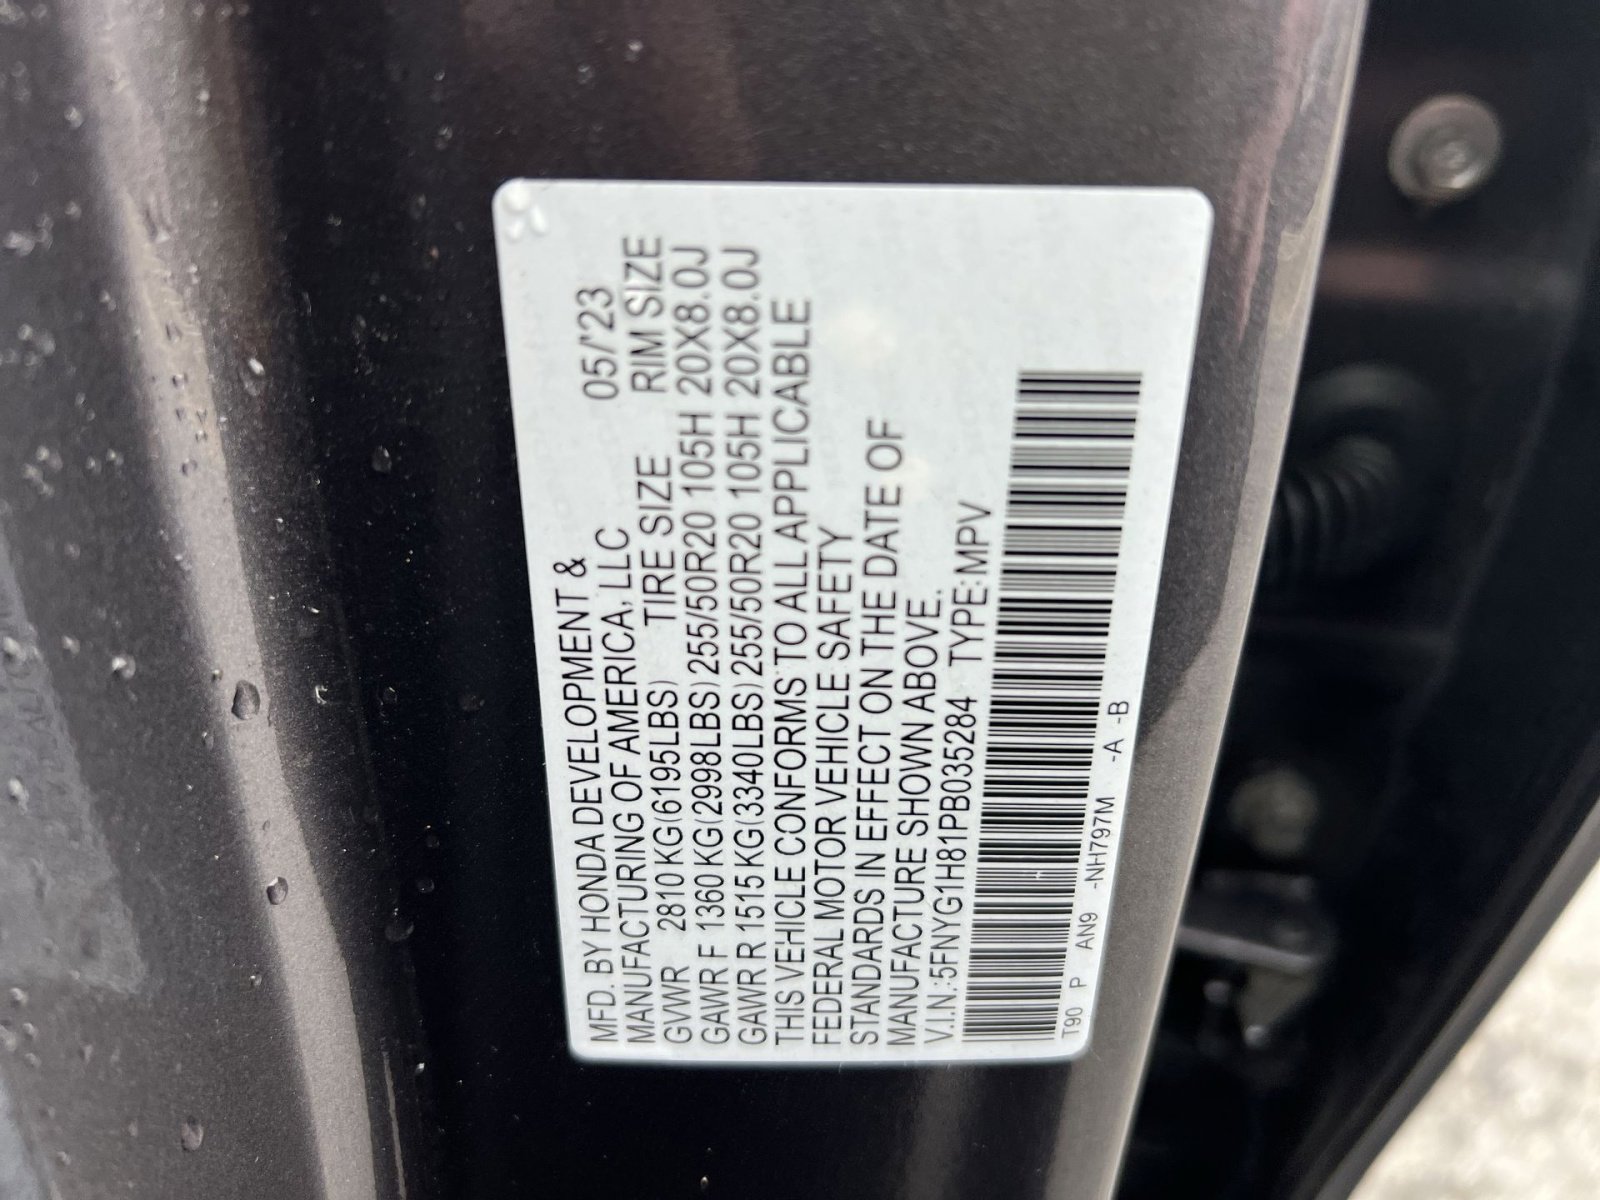 MFD. BY HONDA DEVELOPMENT &
MANUFACTURING OF AMERICA, LLC 05/'23
GVWR 2810 KG (6195LBS) TIRE SIZE RIM SIZE
GAWR F 1360 KG (2998LBS) 255/50R20 105H 20X8.0J
GAWR R 1515 KG (3340LBS) 255/50R20 105H 20X8.0J
THIS VEHICLE CONFORMS TO ALL APPLICABLE
FEDERAL MOTOR VEHICLE SAFETY
STANDARDS IN EFFECT ON THE DATE OF
MANUFACTURE SHOWN ABOVE.
V.I.N.:5FNYG1H81PB035284 TYPE:MPV
T90 P AN9 -NH797M -A -B